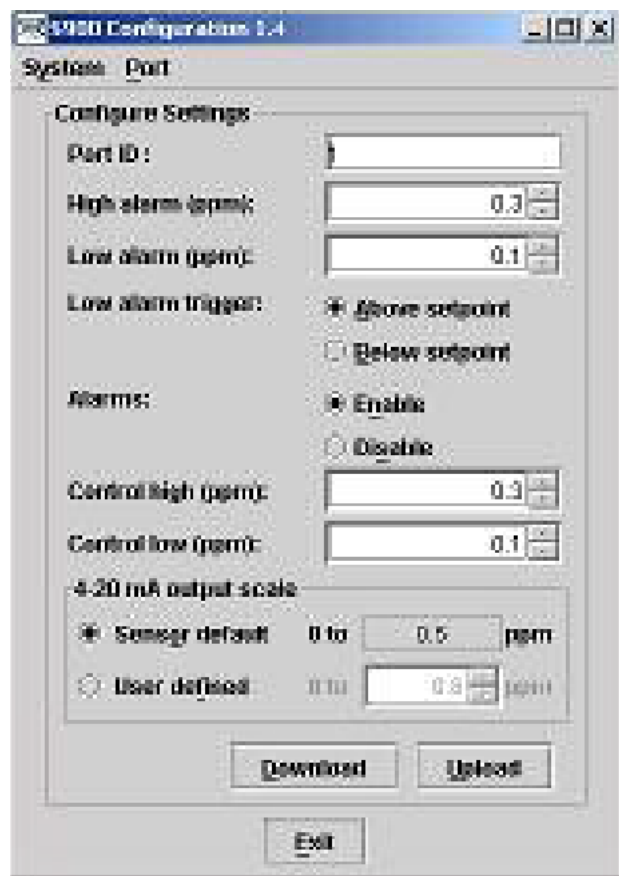 S900 Configuration 1.4
System Port
Configure Settings
Port ID :
High alarm (ppm): 0.3
Low alarm (ppm): 0.1
Low alarm trigger: Above setpoint
Below setpoint
Alarms: Enable
Disable
Control high (ppm): 0.3
Control low (ppm): 0.1
4-20 mA output scale
Sensor default 0 to 0.5 ppm
User defined 0 to ppm
Download Upload
Exit